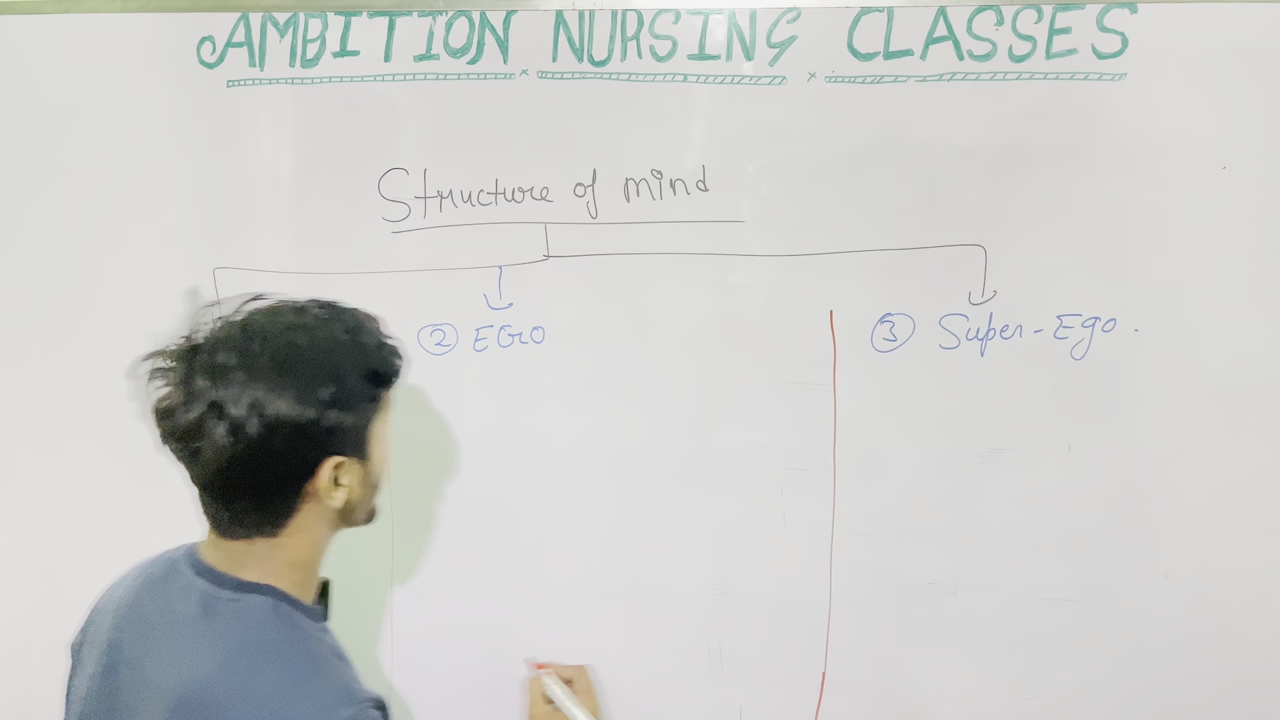 AMBITION NURSING CLASSES
Structure of mind
② EGO
③ Super-Ego.